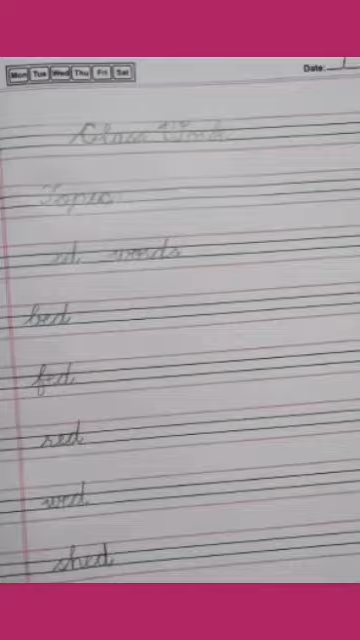 Mon Tue Wed Thu Fri Sat
Date:
Class Work
Topic
ed words
bed
fed
red
wed
shed